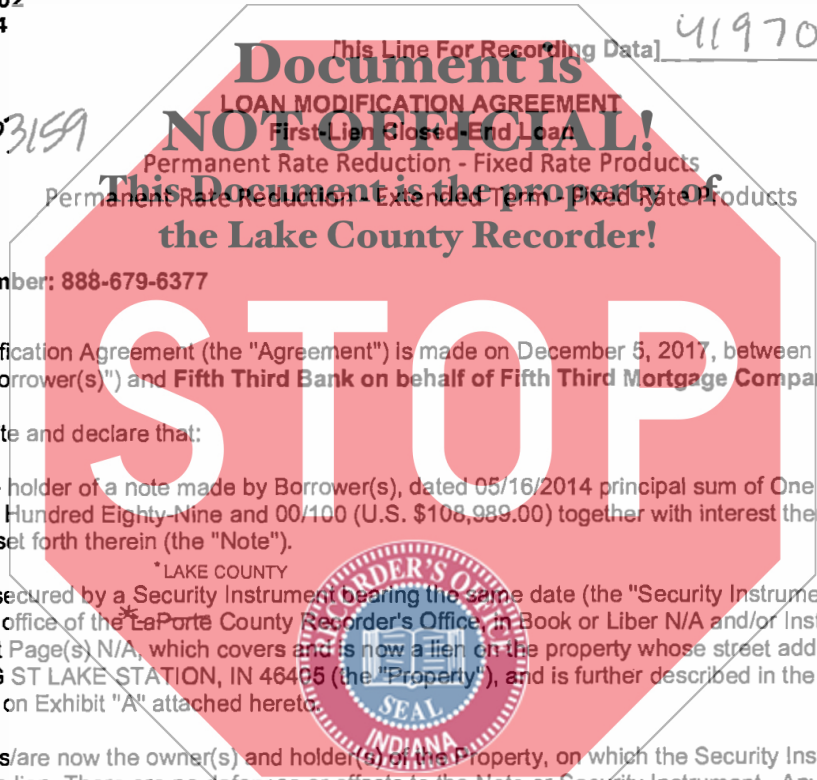 41970
[his Line For Recording Data]
Document is
LOAN MODIFICATION AGREEMENT
NOT OFFICIAL!
3159
First-Lien Closed-End Loan
Permanent Rate Reduction - Fixed Rate Products
This Document is the property of
Permanent Rate Reduction - Extended Term - Fixed Rate Products
the Lake County Recorder!
mber: 888-679-6377
STOP
fication Agreement (the "Agreement") is made on December 5, 2017, between
orrower(s)") and Fifth Third Bank on behalf of Fifth Third Mortgage Compa
te and declare that:
holder of a note made by Borrower(s), dated 05/16/2014 principal sum of One
Hundred Eighty-Nine and 00/100 (U.S. $108,989.00) together with interest the
set forth therein (the "Note").
*LAKE COUNTY
secured by a Security Instrument bearing the same date (the "Security Instrume
office of the LaPorte County Recorder's Office, in Book or Liber N/A and/or Inst
t Page(s) N/A, which covers and is now a lien on the property whose street add
G ST LAKE STATION, IN 46405 (the "Property"), and is further described in the
on Exhibit "A" attached hereto.
RECORDER'S OFFICE
SEAL
INDIANA
s/are now the owner(s) and holder(s) of the Property, on which the Security Ins